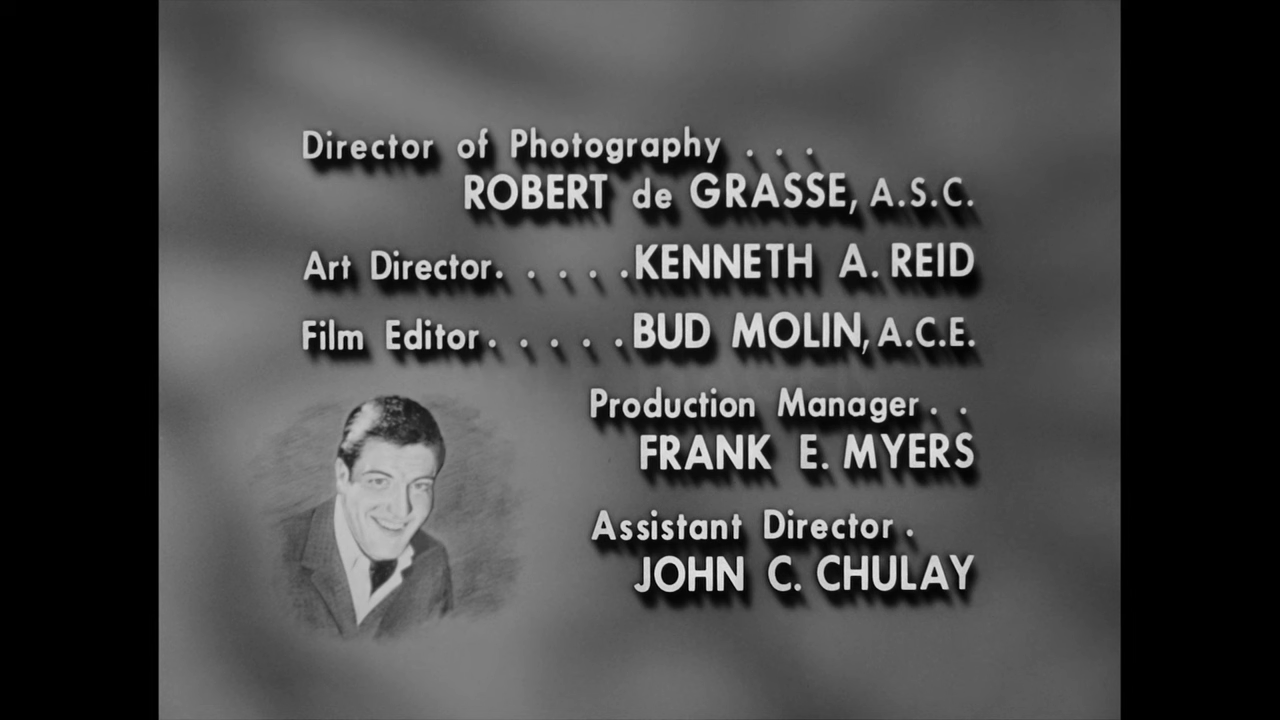 Director of Photography . . .
ROBERT de GRASSE, A.S.C.
Art Director. . . . . KENNETH A. REID
Film Editor . . . . . BUD MOLIN, A.C.E.
Production Manager . .
FRANK E. MYERS
Assistant Director .
JOHN C. CHULAY